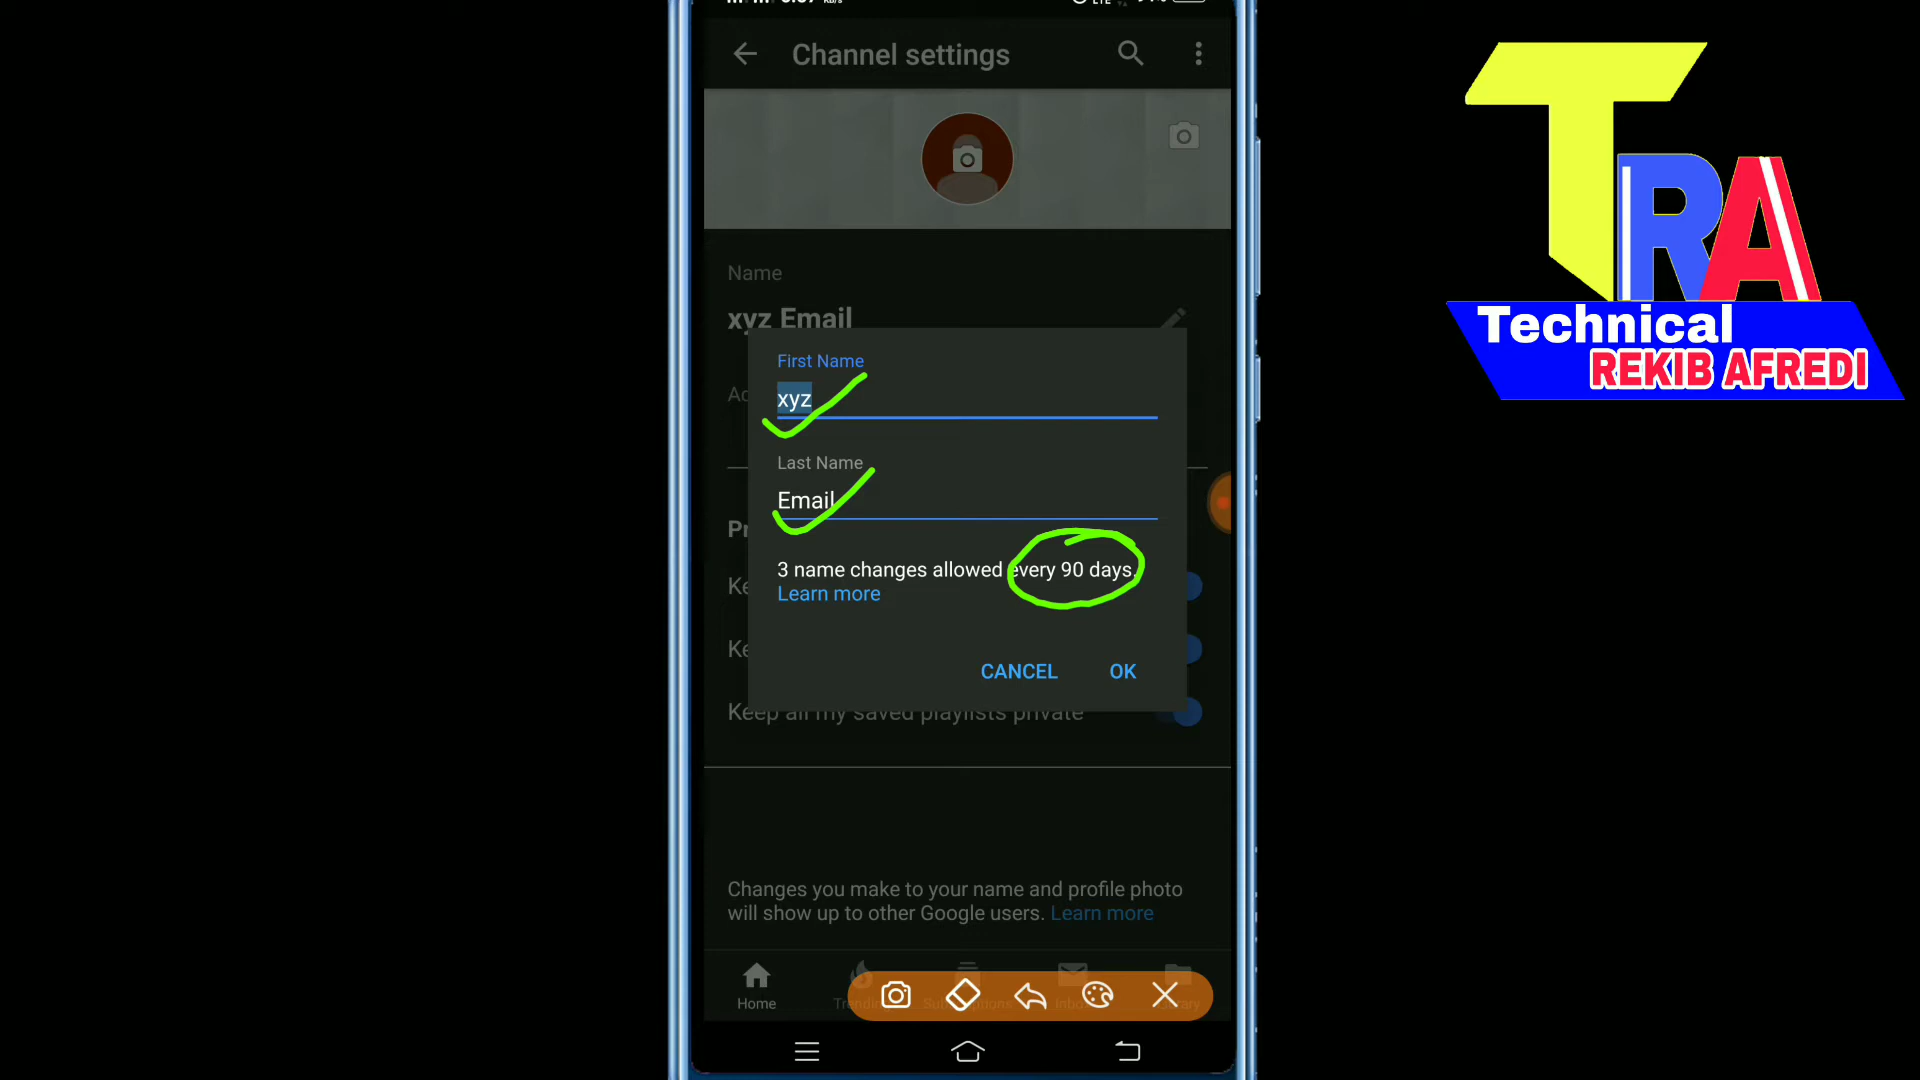 Channel settings
Name
xyz Email
First Name
xyz
Last Name
Email
3 name changes allowed every 90 days.
Learn more
CANCEL
OK
Keep all my saved playlists private
Changes you make to your name and profile photo
will show up to other Google users. Learn more
Home
TRA
Technical
REKIB AFREDI